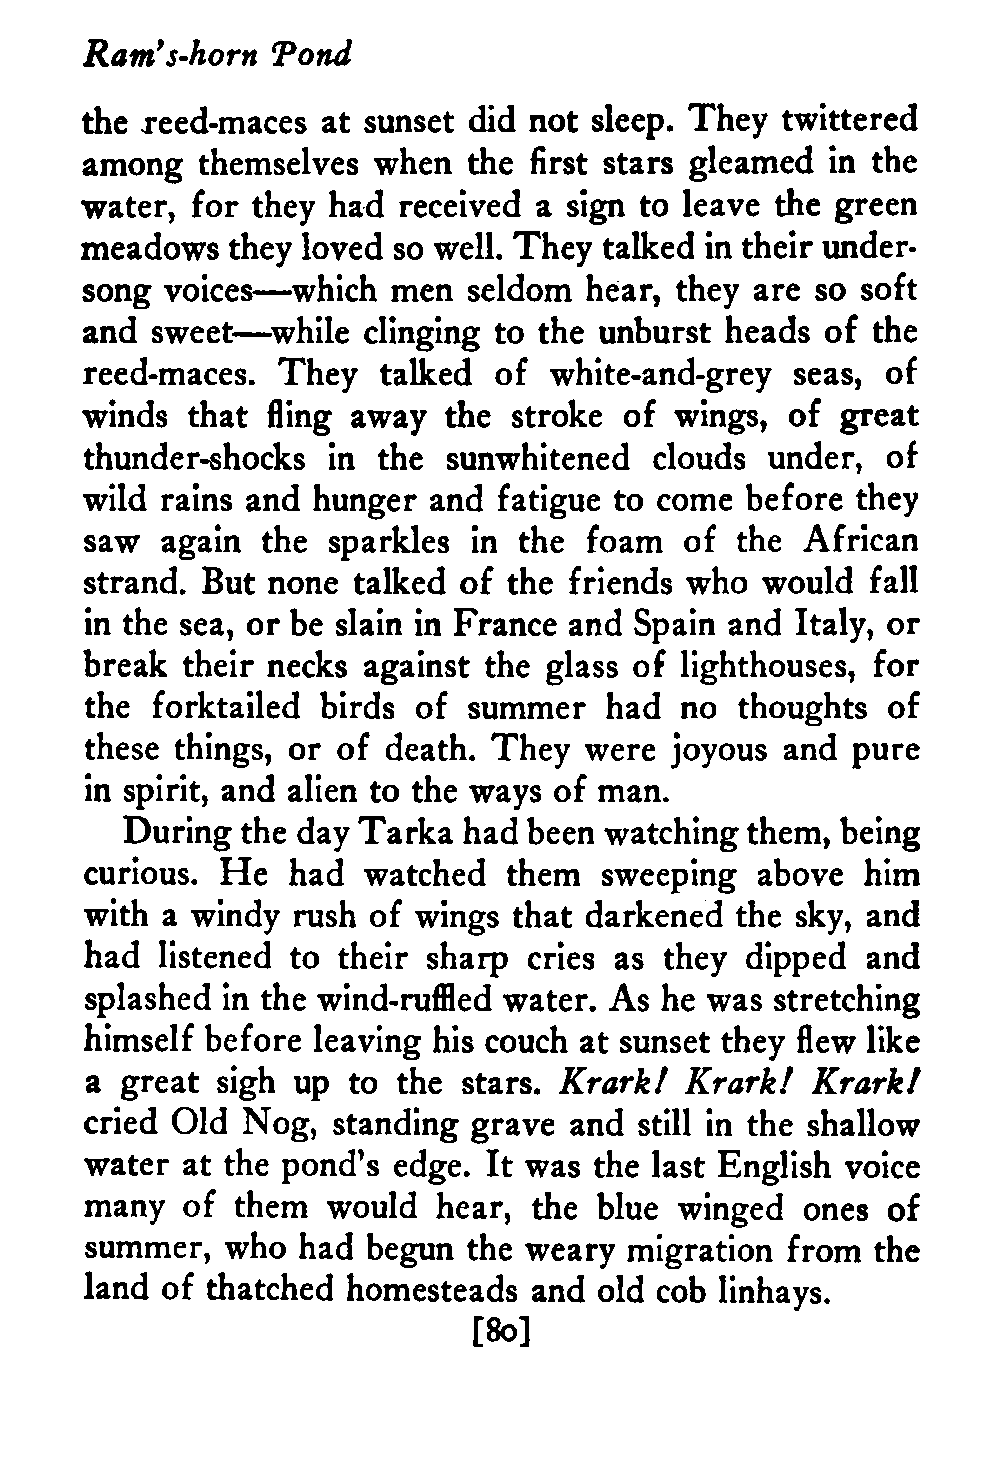 Ram's-horn Pond
the reed-maces at sunset did not sleep. They twittered
among themselves when the first stars gleamed in the
water, for they had received a sign to leave the green
meadows they loved so well. They talked in their under-
song voices—which men seldom hear, they are so soft
and sweet—while clinging to the unburst heads of the
reed-maces. They talked of white-and-grey seas, of
winds that fling away the stroke of wings, of great
thunder-shocks in the sunwhitened clouds under, of
wild rains and hunger and fatigue to come before they
saw again the sparkles in the foam of the African
strand. But none talked of the friends who would fall
in the sea, or be slain in France and Spain and Italy, or
break their necks against the glass of lighthouses, for
the forktailed birds of summer had no thoughts of
these things, or of death. They were joyous and pure
in spirit, and alien to the ways of man.
During the day Tarka had been watching them, being
curious. He had watched them sweeping above him
with a windy rush of wings that darkened the sky, and
had listened to their sharp cries as they dipped and
splashed in the wind-ruffled water. As he was stretching
himself before leaving his couch at sunset they flew like
a great sigh up to the stars. Krark! Krark! Krark!
cried Old Nog, standing grave and still in the shallow
water at the pond's edge. It was the last English voice
many of them would hear, the blue winged ones of
summer, who had begun the weary migration from the
land of thatched homesteads and old cob linhays.
[80]